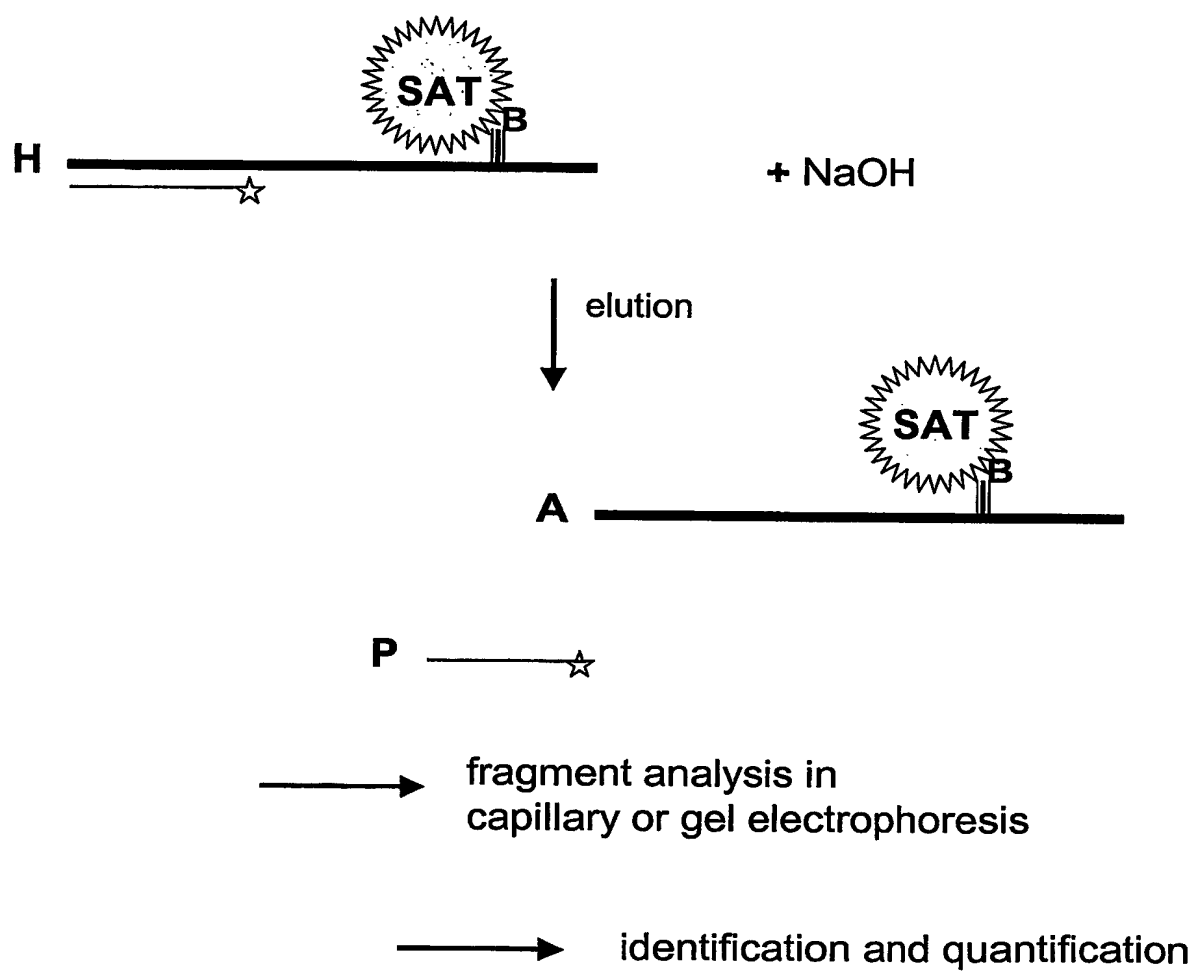 SAT
B
H
+ NaOH
elution
SAT
B
A
P
fragment analysis in
capillary or gel electrophoresis
identification and quantification